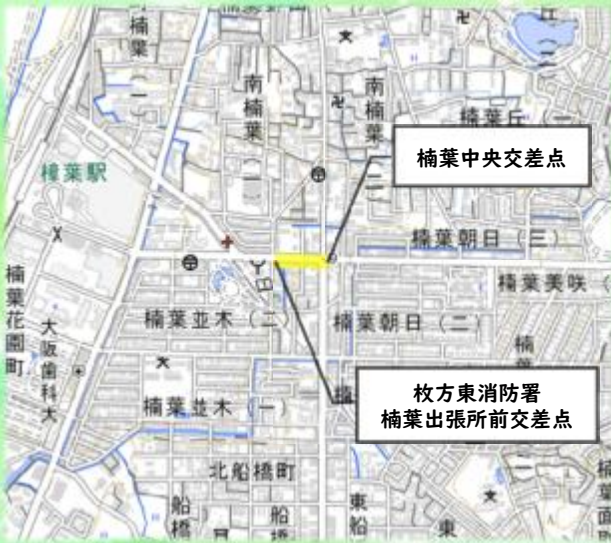 南楠葉
(一)
南楠葉
二
楠葉丘(一
楠葉中央交差点
樟葉駅
楠葉朝日(三)
楠葉美咲(
楠葉花園町
大阪歯科大
楠葉並木(二)
楠葉朝日(二)
枚方東消防署
楠葉出張所前交差点
楠葉並木(一)
北船橋町
船橋
船
東船
東